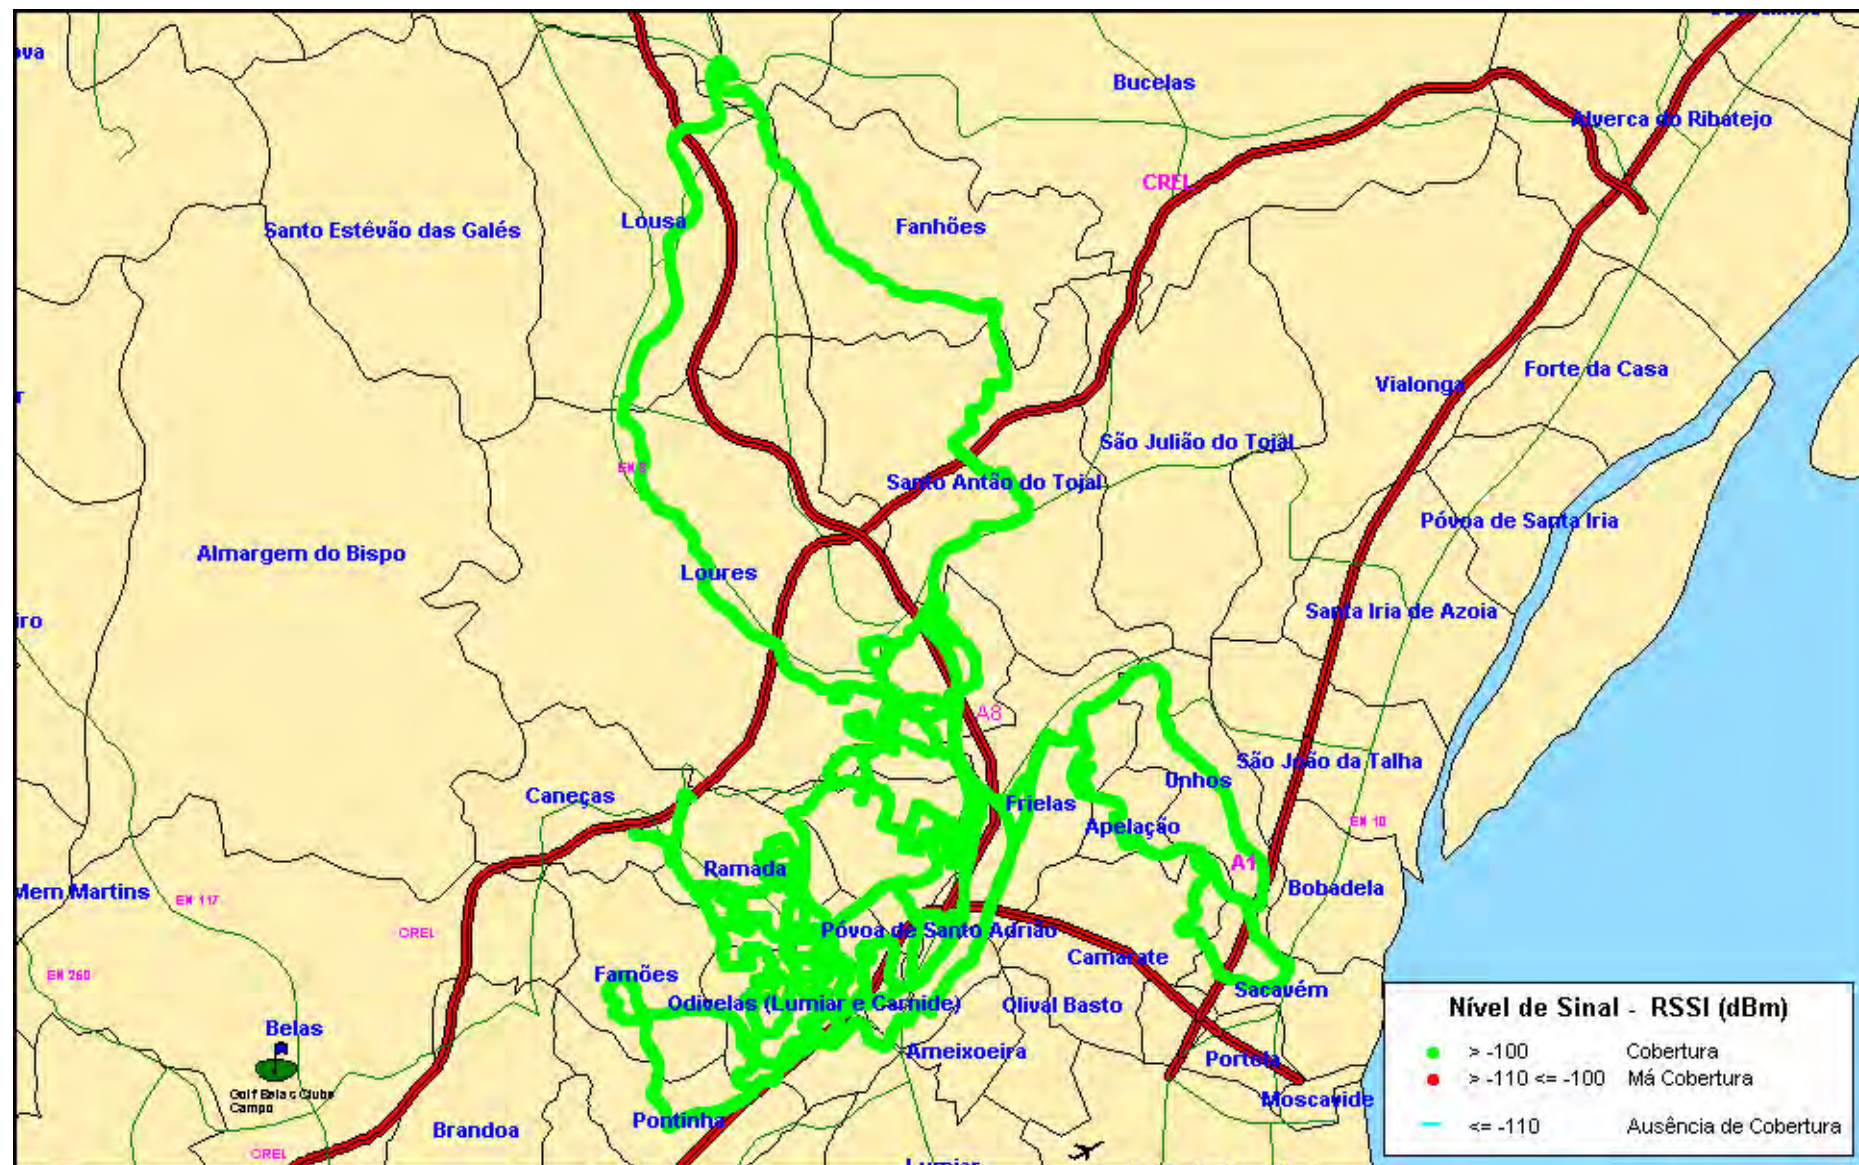 ova
Bucelas
Alverca do Ribatejo
CREL
Santo Estêvão das Galés
Lousa
Fanhões
Forte da Casa
Vialonga
r
São Julião do Tojal
Santo Antão do Tojal
Póvoa de Santa Iria
Almargem do Bispo
Loures
iro
Santa Iria de Azoia
A8
São João da Talha
Unhos
Caneças
Frielas
EN 10
Apelação
Ramada
A1
Bobadela
Mem Martins
EN 117
CREL
Póvoa de Santo Adrião
Camarate
EN 250
Famões
Sacavém
Odivelas (Lumiar e Carnide)
Olival Basto
Belas
Ameixoeira
Portela
Golf Belas Clube
Campo
Moscavide
Pontinha
Brandoa
CREL
Lumiar
Nível de Sinal - RSSI (dBm)
> -100 Cobertura
> -110 <= -100 Má Cobertura
<= -110 Ausência de Cobertura